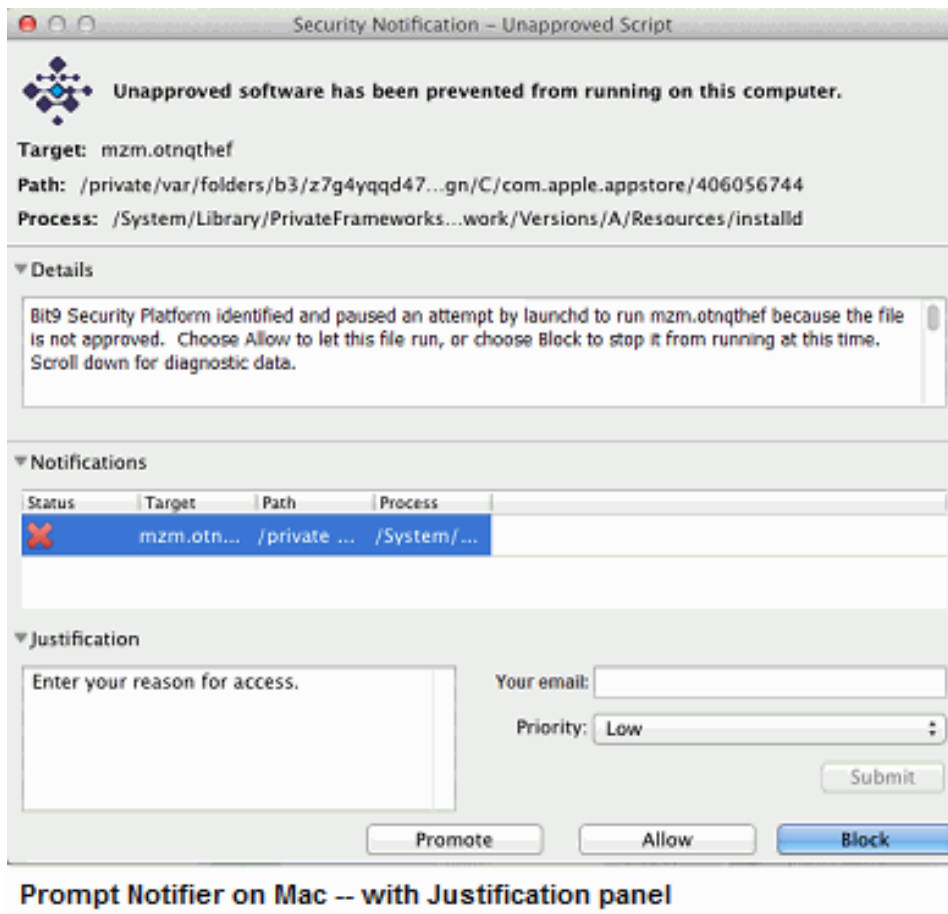 Security Notification – Unapproved Script
Unapproved software has been prevented from running on this computer.
Target: mzm.otnqthef
Path: /private/var/folders/b3/z7g4yqqd47...gn/C/com.apple.appstore/406056744
Process: /System/Library/PrivateFrameworks...work/Versions/A/Resources/installd
Details
Bit9 Security Platform identified and paused an attempt by launchd to run mzm.otnqthef because the file
is not approved. Choose Allow to let this file run, or choose Block to stop it from running at this time.
Scroll down for diagnostic data.
Notifications
Status Target Path Process
mzm.otn... /private ... /System/...
Justification
Enter your reason for access.
Your email:
Priority: Low
Submit
Promote Allow Block
Prompt Notifier on Mac -- with Justification panel